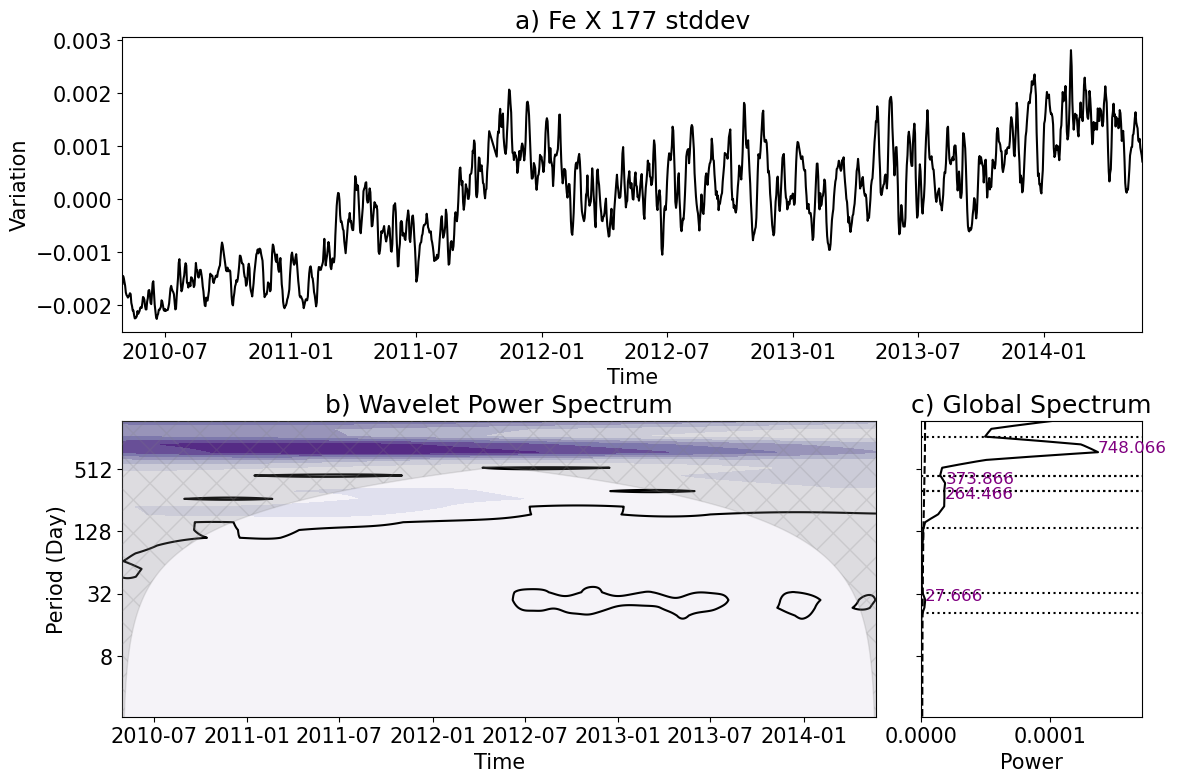 a) Fe X 177 stddev
0.003
0.002
0.001
0.000
−0.001
−0.002
Variation
2010-07 2011-01 2011-07 2012-01 2012-07 2013-01 2013-07 2014-01
Time
b) Wavelet Power Spectrum
512
128
32
8
Period (Day)
2010-07 2011-01 2011-07 2012-01 2012-07 2013-01 2013-07 2014-01
Time
c) Global Spectrum
748.066
373.866
264.466
27.666
0.0000 0.0001
Power